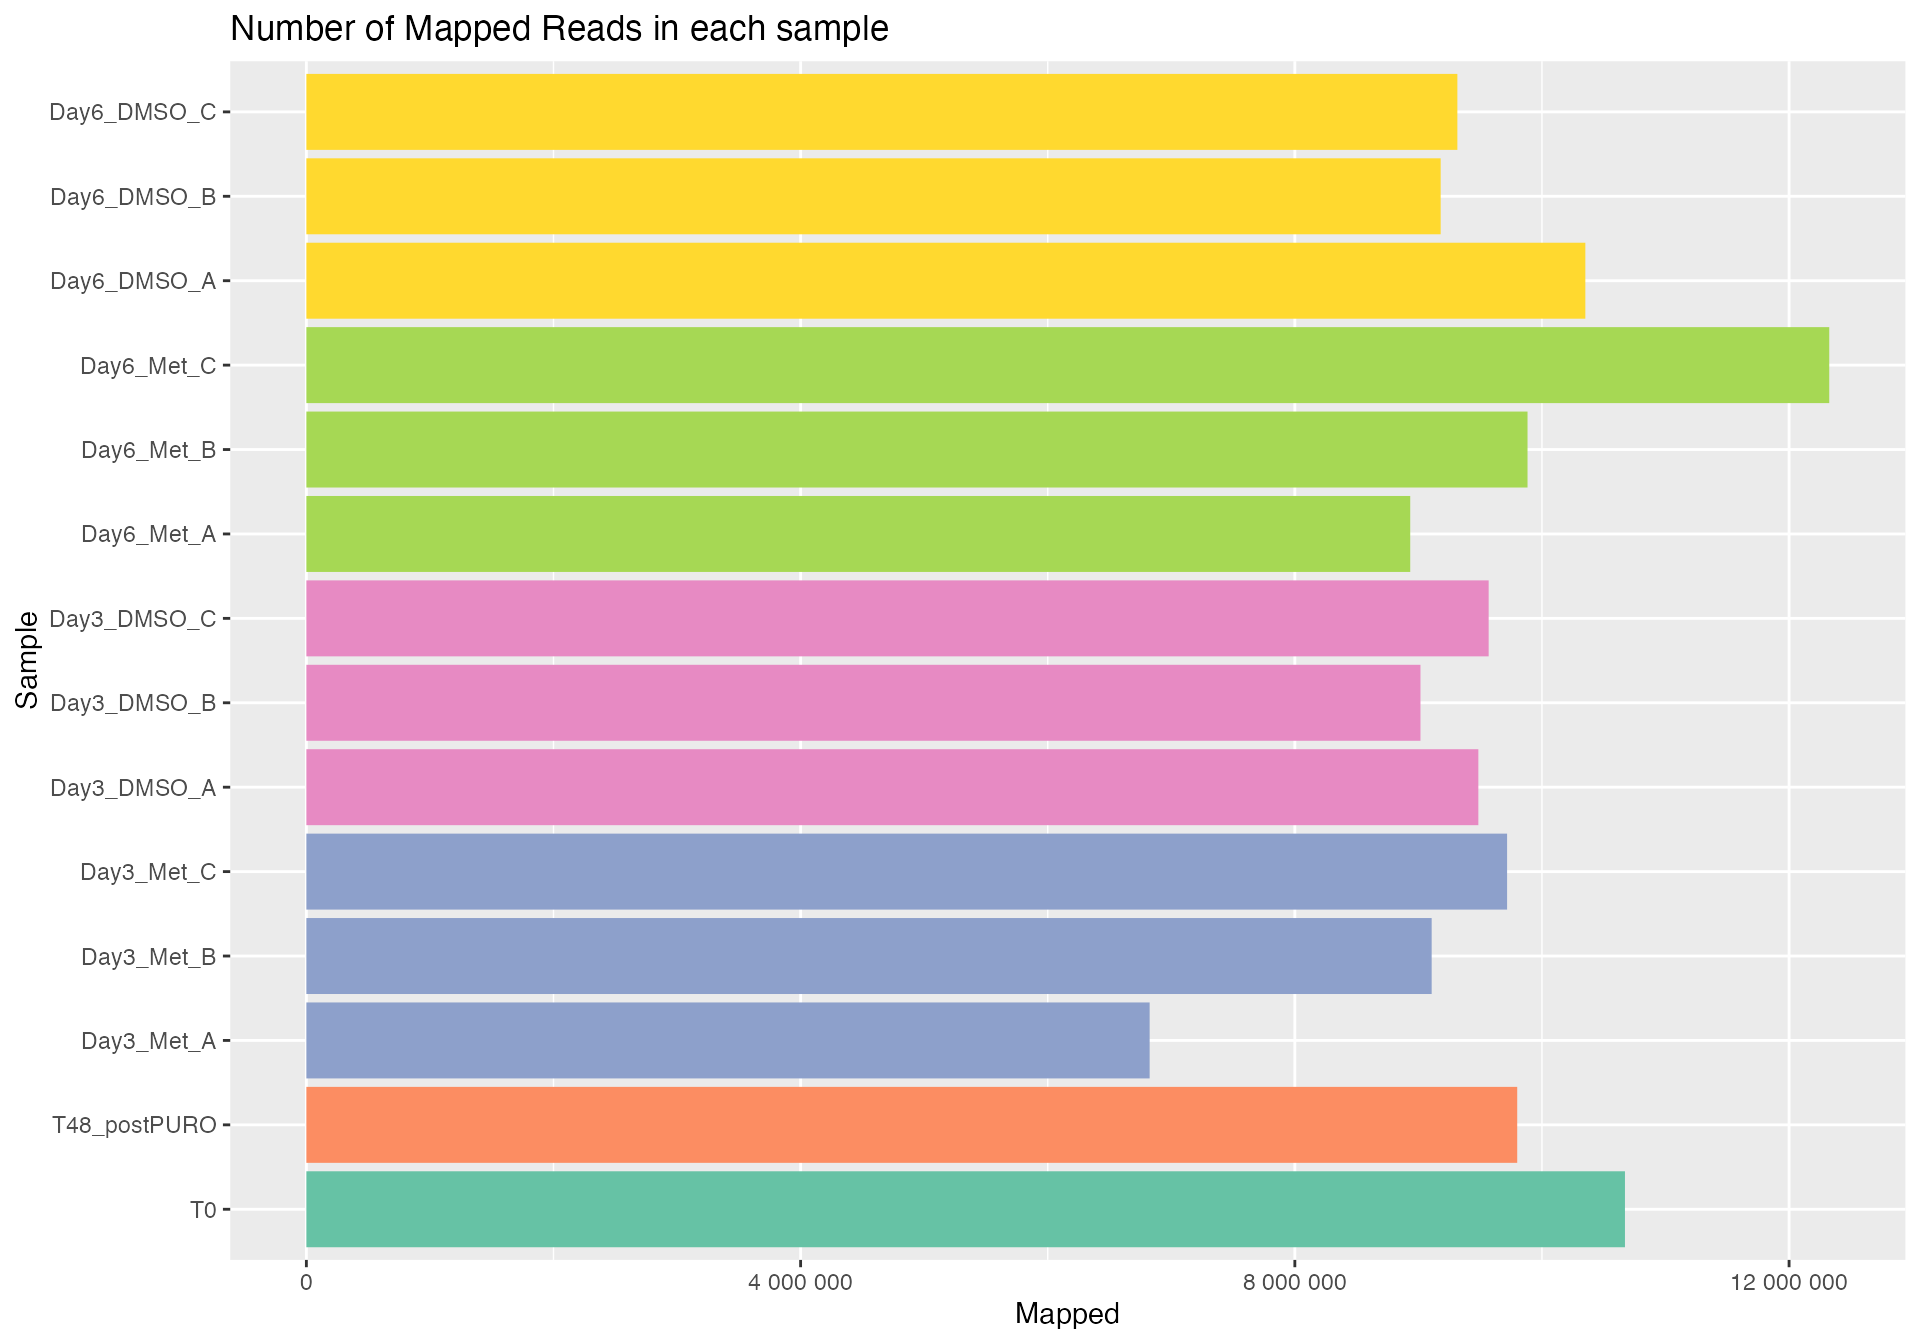 Number of Mapped Reads in each sample
Day6_DMSO_C
Day6_DMSO_B
Day6_DMSO_A
Day6_Met_C
Day6_Met_B
Day6_Met_A
Day3_DMSO_C
Day3_DMSO_B
Day3_DMSO_A
Day3_Met_C
Day3_Met_B
Day3_Met_A
T48_postPURO
T0
Sample
0 4 000 000 8 000 000 12 000 000
Mapped